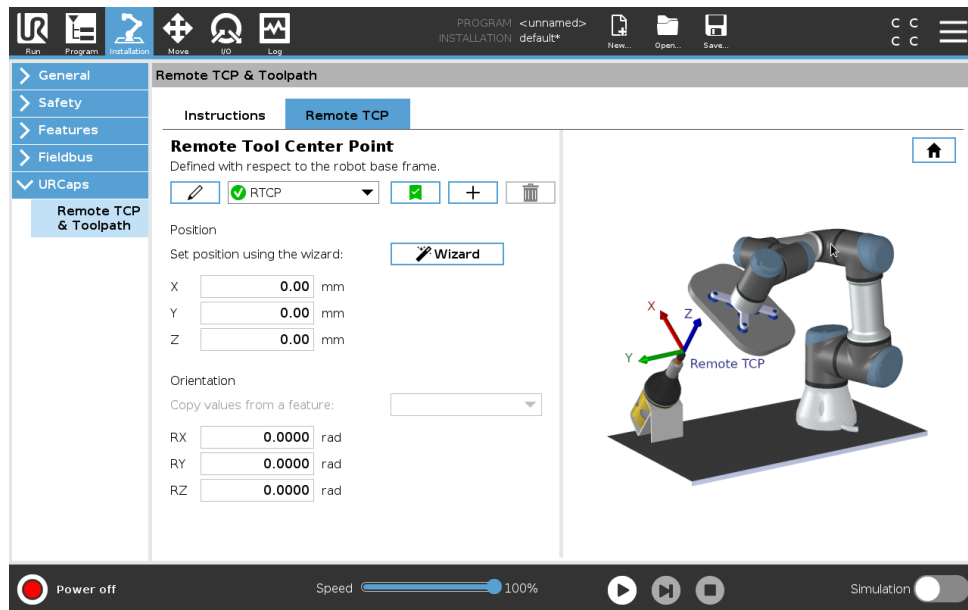 PROGRAM <unnamed>
INSTALLATION default*
Run Program Installation Move I/O Log New... Open... Save...
C C
C C
General
Safety
Features
Fieldbus
URCaps
Remote TCP
& Toolpath
Remote TCP & Toolpath
Instructions Remote TCP
Remote Tool Center Point
Defined with respect to the robot base frame.
RTCP
Position
Set position using the wizard: Wizard
X 0.00 mm
Y 0.00 mm
Z 0.00 mm
Orientation
Copy values from a feature:
RX 0.0000 rad
RY 0.0000 rad
RZ 0.0000 rad
X
Z
Y
Remote TCP
Power off Speed 100% Simulation